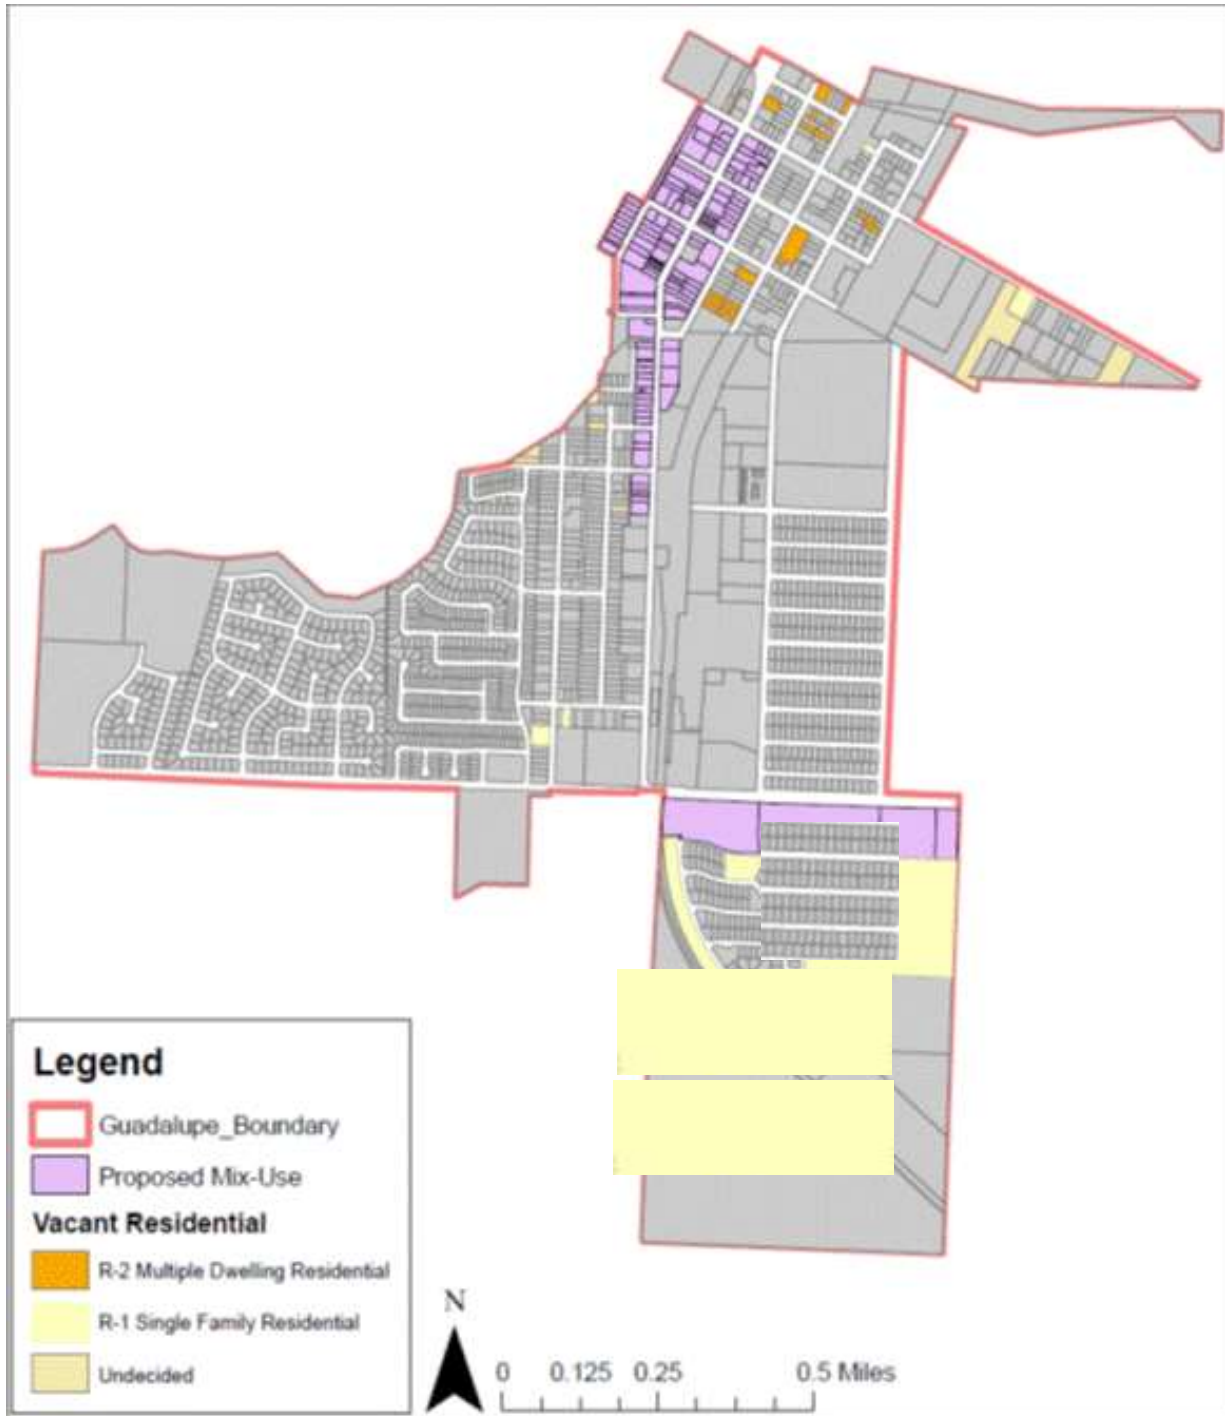 Legend
Guadalupe_Boundary
Proposed Mix-Use
Vacant Residential
R-2 Multiple Dwelling Residential
R-1 Single Family Residential
Undecided
N
0 0.125 0.25 0.5 Miles